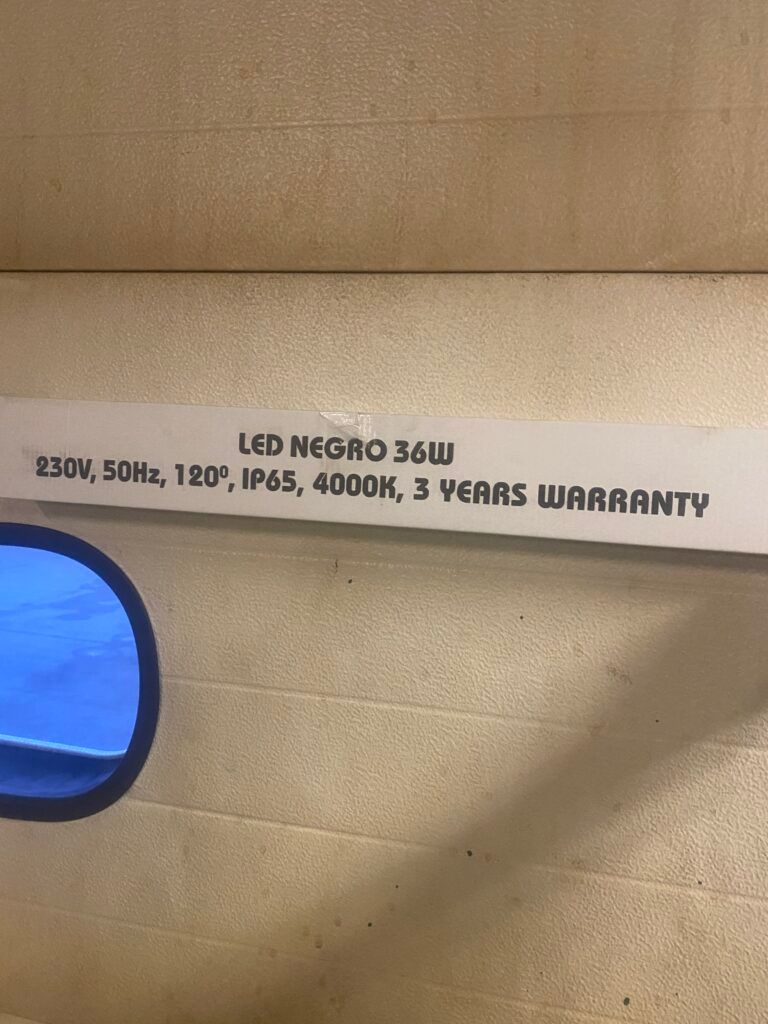 LED NEGRO 36W
230V, 50Hz, 120º, IP65, 4000K, 3 YEARS WARRANTY